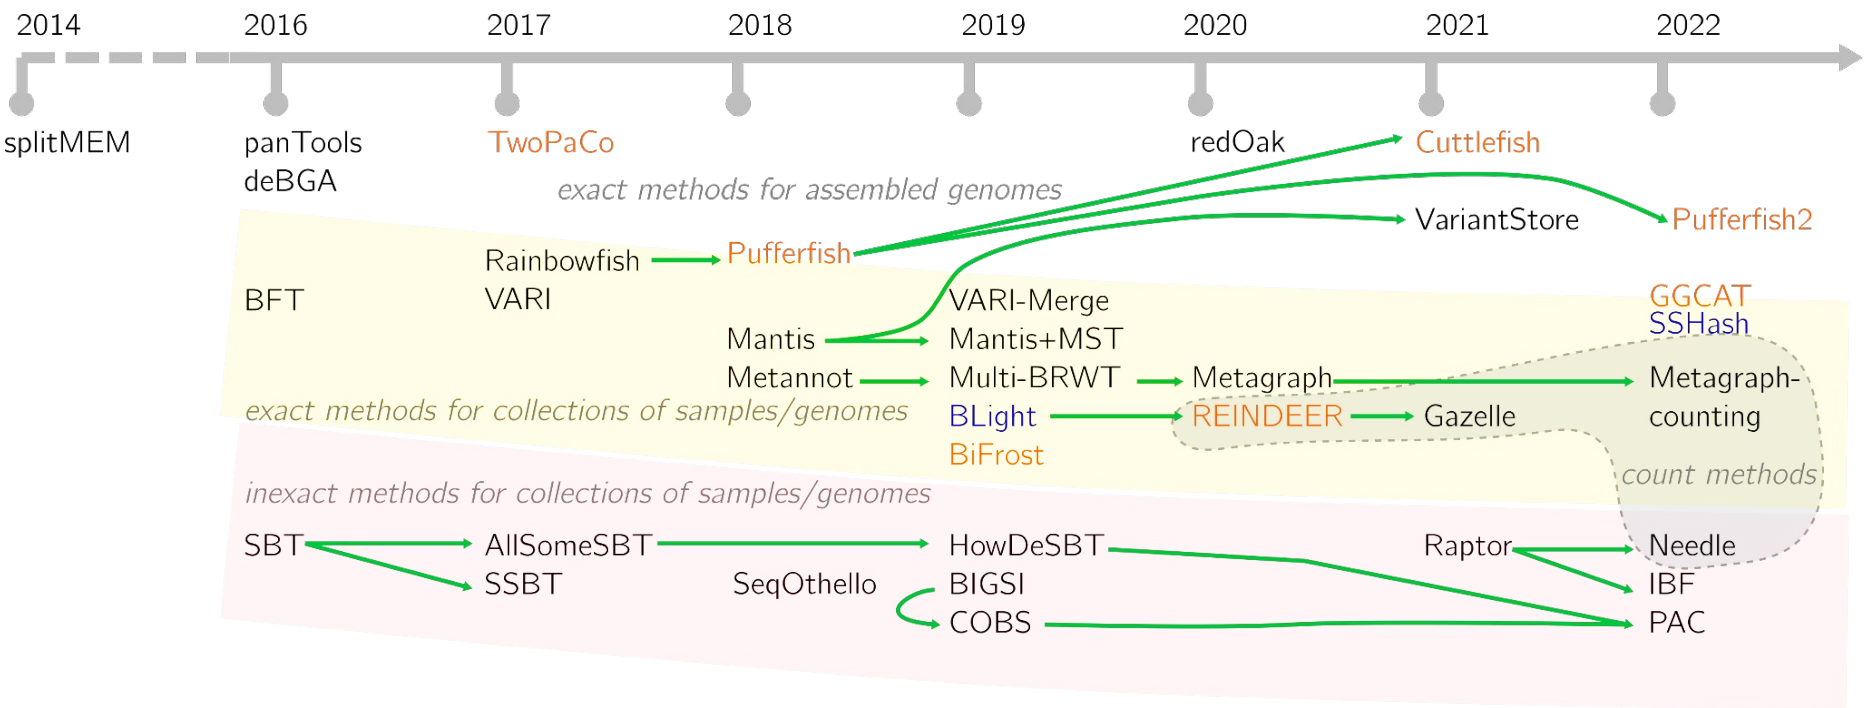 2014 2016 2017 2018 2019 2020 2021 2022
splitMEM panTools TwoPaCo redOak Cuttlefish
deBGA
exact methods for assembled genomes
VariantStore Pufferfish2
Rainbowfish Pufferfish
BFT VARI VARI-Merge GGCAT
SSHash
Mantis Mantis+MST
Metannot Multi-BRWT Metagraph Metagraph-
exact methods for collections of samples/genomes BLight REINDEER Gazelle counting
BiFrost
count methods
inexact methods for collections of samples/genomes
SBT AllSomeSBT HowDeSBT Raptor Needle
SSBT SeqOthello BIGSI IBF
COBS PAC